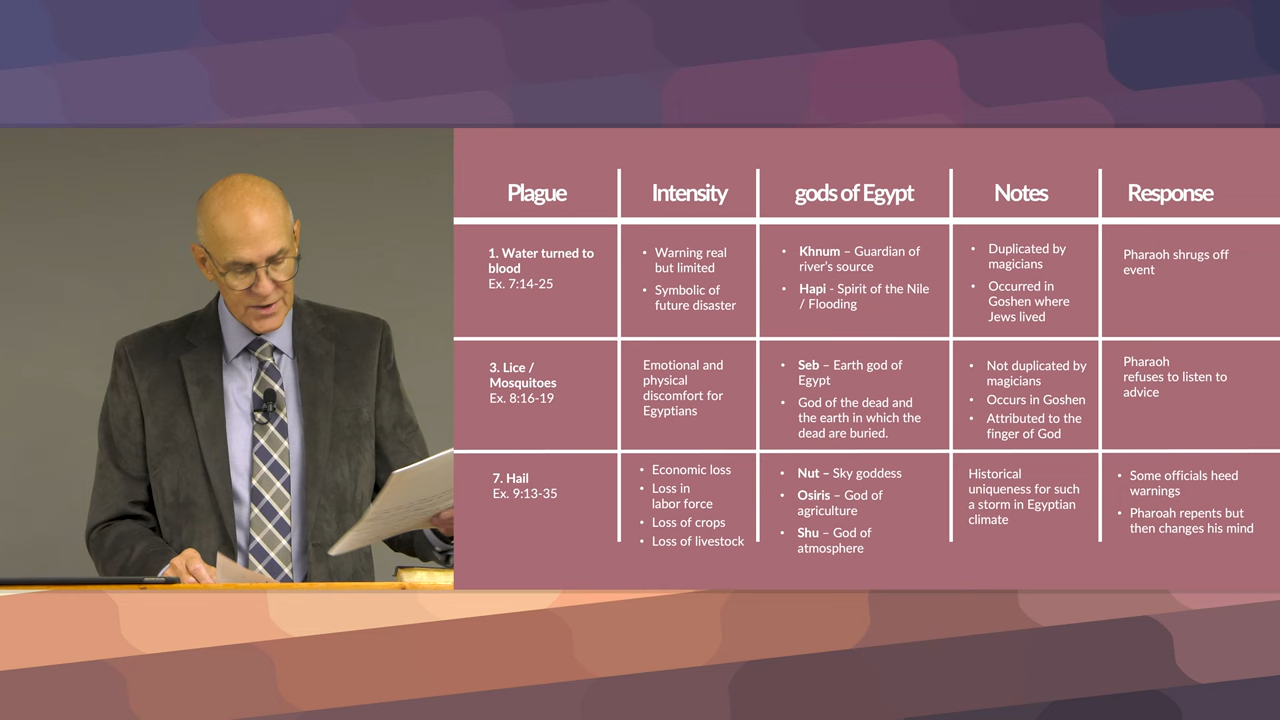 Plague
Intensity
gods of Egypt
Notes
Response
1. Water turned to
blood
Ex. 7:14-25
• Warning real
but limited
• Symbolic of
future disaster
• Khnum – Guardian of
river's source
• Hapi - Spirit of the Nile
/ Flooding
• Duplicated by
magicians
• Occurred in
Goshen where
Jews lived
Pharaoh shrugs off
event
3. Lice /
Mosquitoes
Ex. 8:16-19
Emotional and
physical
discomfort for
Egyptians
• Seb – Earth god of
Egypt
• God of the dead and
the earth in which the
dead are buried.
• Not duplicated by
magicians
• Occurs in Goshen
• Attributed to the
finger of God
Pharaoh
refuses to listen to
advice
7. Hail
Ex. 9:13-35
• Economic loss
• Loss in
labor force
• Loss of crops
• Loss of livestock
• Nut – Sky goddess
• Osiris – God of
agriculture
• Shu – God of
atmosphere
Historical
uniqueness for such
a storm in Egyptian
climate
• Some officials heed
warnings
• Pharoah repents but
then changes his mind